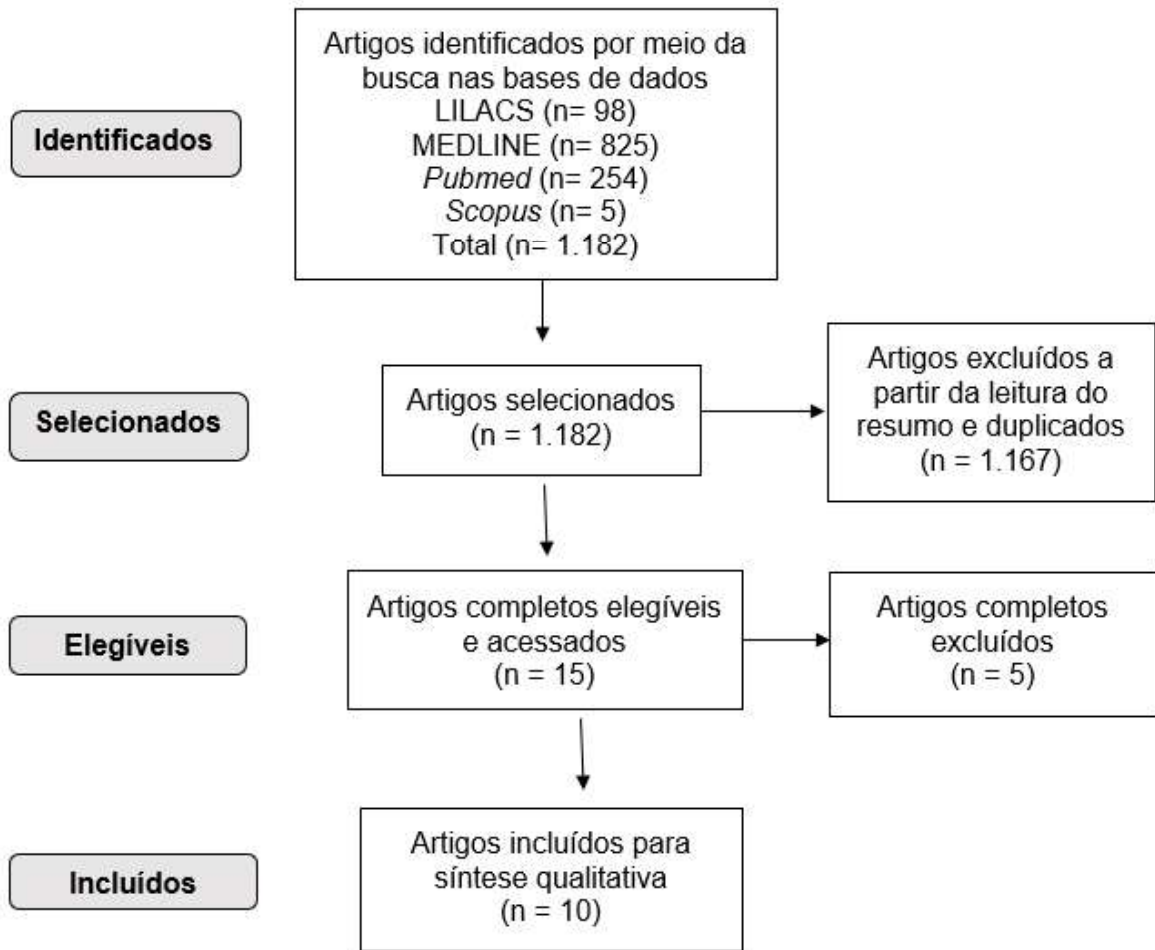 Identificados
Artigos identificados por meio da
busca nas bases de dados
LILACS (n= 98)
MEDLINE (n= 825)
Pubmed (n= 254)
Scopus (n= 5)
Total (n= 1.182)
Selecionados
Artigos selecionados
(n = 1.182)
Artigos excluídos a
partir da leitura do
resumo e duplicados
(n = 1.167)
Elegíveis
Artigos completos elegíveis
e acessados
(n = 15)
Artigos completos
excluídos
(n = 5)
Incluídos
Artigos incluídos para
síntese qualitativa
(n = 10)